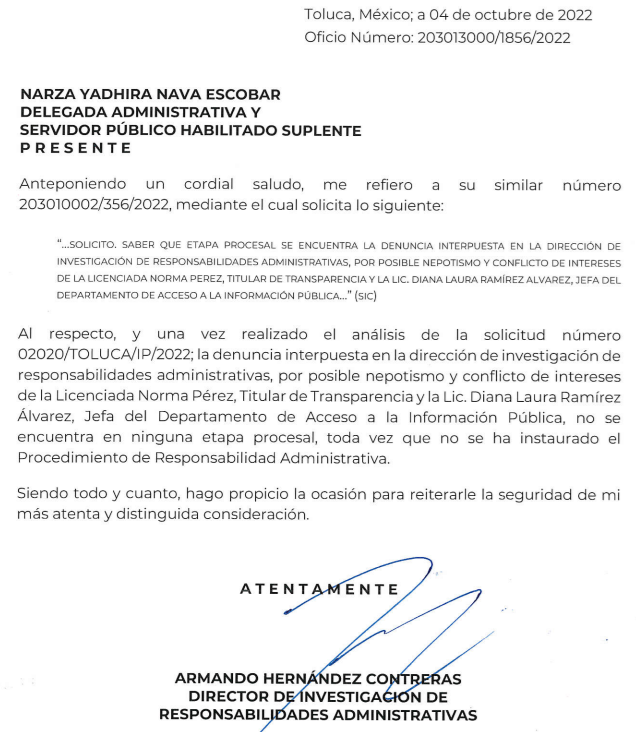 Toluca, México; a 04 de octubre de 2022
Oficio Número: 203013000/1856/2022
NARZA YADHIRA NAVA ESCOBAR
DELEGADA ADMINISTRATIVA Y
SERVIDOR PÚBLICO HABILITADO SUPLENTE
P R E S E N T E
Anteponiendo un cordial saludo, me refiero a su similar número
203010002/356/2022, mediante el cual solicita lo siguiente:
“...SOLICITO. SABER QUE ETAPA PROCESAL SE ENCUENTRA LA DENUNCIA INTERPUESTA EN LA DIRECCIÓN DE
INVESTIGACIÓN DE RESPONSABILIDADES ADMINISTRATIVAS, POR POSIBLE NEPOTISMO Y CONFLICTO DE INTERESES
DE LA LICENCIADA NORMA PEREZ, TITULAR DE TRANSPARENCIA Y LA LIC. DIANA LAURA RAMÍREZ ALVAREZ, JEFA DEL
DEPARTAMENTO DE ACCESO A LA INFORMACIÓN PÚBLICA...” (SIC)
Al respecto, y una vez realizado el análisis de la solicitud número
02020/TOLUCA/IP/2022; la denuncia interpuesta en la dirección de investigación de
responsabilidades administrativas, por posible nepotismo y conflicto de intereses
de la Licenciada Norma Pérez, Titular de Transparencia y la Lic. Diana Laura Ramírez
Álvarez, Jefa del Departamento de Acceso a la Información Pública, no se
encuentra en ninguna etapa procesal, toda vez que no se ha instaurado el
Procedimiento de Responsabilidad Administrativa.
Siendo todo y cuanto, hago propicio la ocasión para reiterarle la seguridad de mi
más atenta y distinguida consideración.
A T E N T A M E N T E
ARMANDO HERNÁNDEZ CONTRERAS
DIRECTOR DE INVESTIGACIÓN DE
RESPONSABILIDADES ADMINISTRATIVAS